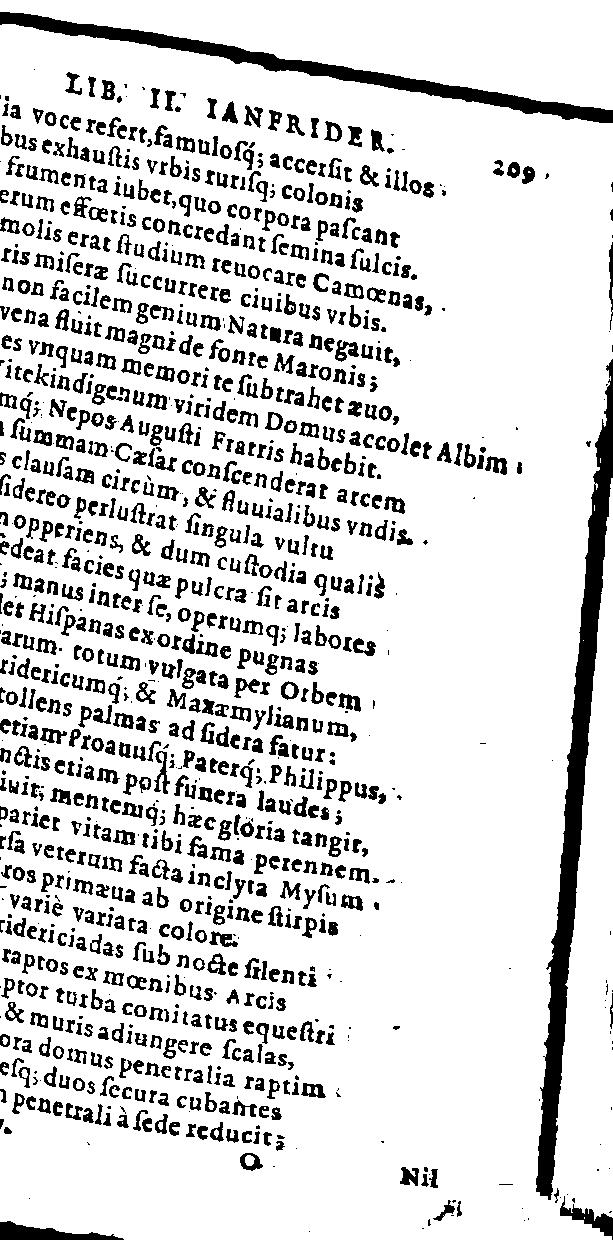 LIB. II. IANFRIDER. 209
ia voce refert, famulosq́; accersit & illos
bus exhaustis vrbis rurisq; colonis
frumenta iubet, quo corpora pascant
erum effœtis concredant semina sulcis.
molis erat studium reuocare Camœnas,
ris miseræ succurrere ciuibus vrbis.
non facilem genium Natura negauit,
vena fluit magni de fonte Maronis;
es vnquam memori te subtrahet æuo,
itekindigenum viridem Domus accolet Albim
mq́; Nepos Augusti Fratris habebit.
summam Cæsar conscenderat arcem
s clausam circùm, & fluuialibus vndis.
sidereo perlustrat singula vultu
opperiens, & dum custodia qualis
sedeat facies quæ pulcra sit arcis
; manus inter se, operumq; labores
let Hispanas ex ordine pugnas
arum totum vulgata per Orbem
ridericumq́; & Maxæmylianum,
tollens palmas ad sidera fatur:
etiam Proauusq́; Paterq́; Philippus,
nctis etiam post funera laudes;
iuit; mentemq́; hæc gloria tangit,
pariet vitam tibi fama perennem.
rsa veterum facta inclyta Mysum
ros primæua ab origine stirpis
variè variata colore.
ridericiadas sub nocte silenti
raptos ex mœnibus Arcis
ptor turba comitatus equestri
& muris adiungere scalas,
ora domus penetralia raptim
esq; duos secura cubantes
penetrali à sede reducit;
O Nil